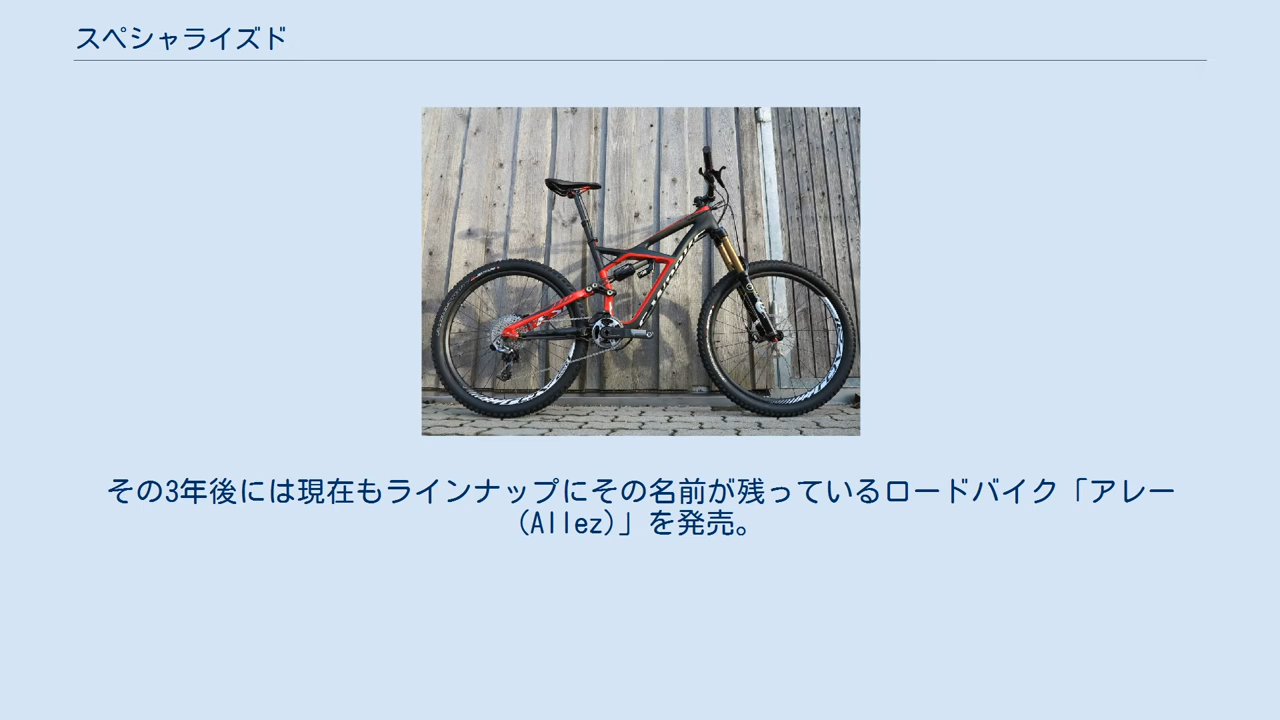 スペシャライズド
その3年後には現在もラインナップにその名前が残っているロードバイク「アレー
(Allez)」を発売。